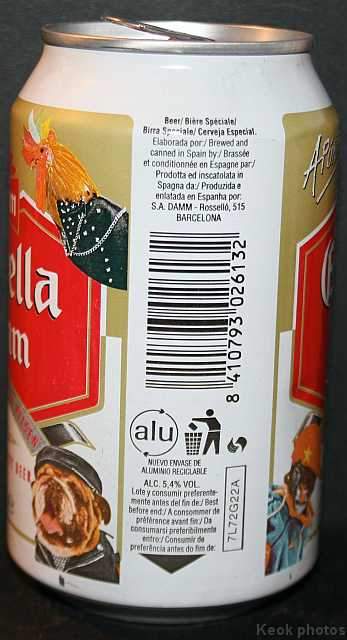 Beer/ Bière Spéciale/
Birra Speciale/ Cerveja Especial.
Elaborada por:/ Brewed and
canned in Spain by:/ Brassée
et conditionnée en Espagne par:/
Prodotta ed inscatolata in
Spagna da:/ Produzida e
enlatada en Espanha por:
S.A. DAMM - Rosselló, 515
BARCELONA
8 410793 026132
ella
m
alu
NUEVO ENVASE DE
ALUMINIO RECICLABLE
ALC. 5,4% VOL.
Lote y consumir preferente-
mente antes del fin de:/ Best
before end:/ A consommer de
préférence avant fin:/ Da
consumarsi preferibilmente
entro:/ Consumir de
preferência antes do fim de:
7L72G22A
BEER
Keok photos